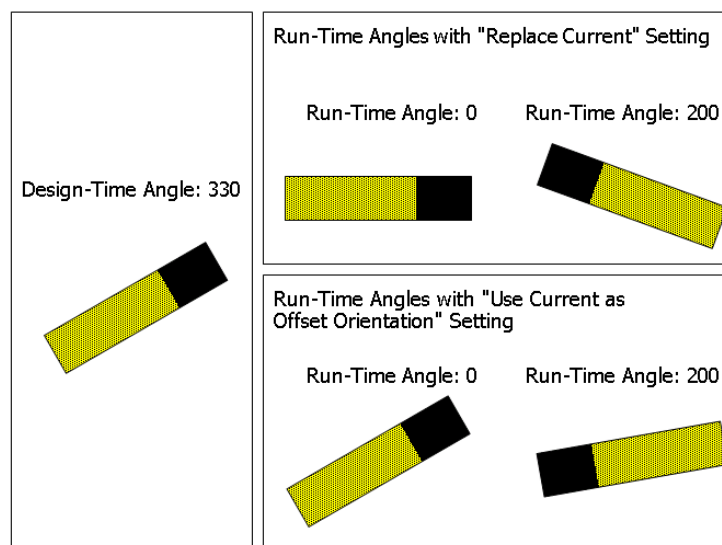 Design-Time Angle: 330
Run-Time Angles with "Replace Current" Setting
Run-Time Angle: 0
Run-Time Angle: 200
Run-Time Angles with "Use Current as
Offset Orientation" Setting
Run-Time Angle: 0
Run-Time Angle: 200